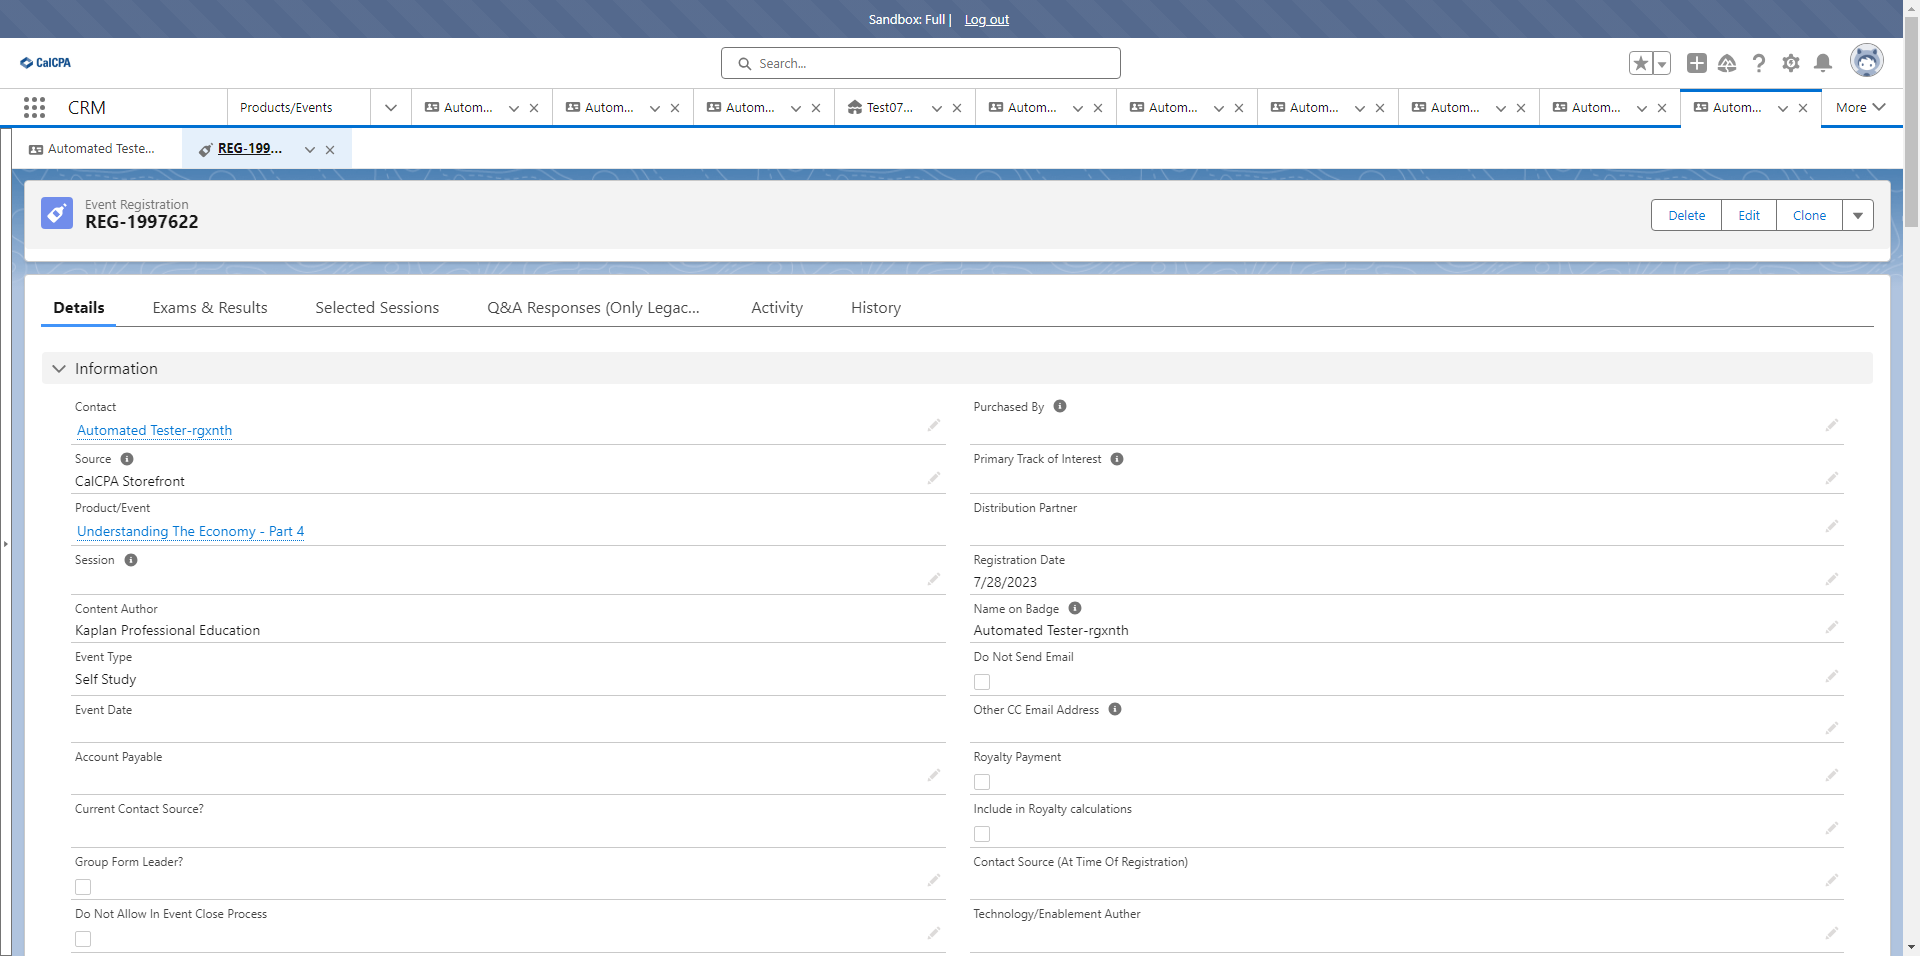 Sandbox: Full | Log out
CalCPA
Search...
CRM
Products/Events
Autom...
Autom...
Autom...
Test07...
Autom...
Autom...
Autom...
Autom...
Autom...
Autom...
More
Automated Teste...
REG-199...
Event Registration
REG-1997622
Delete
Edit
Clone
Details
Exams & Results
Selected Sessions
Q&A Responses (Only Legac...
Activity
History
Information
Contact
Automated Tester-rgxnth
Purchased By
Source
CalCPA Storefront
Primary Track of Interest
Product/Event
Understanding The Economy - Part 4
Distribution Partner
Session
Registration Date
7/28/2023
Content Author
Kaplan Professional Education
Name on Badge
Automated Tester-rgxnth
Event Type
Self Study
Do Not Send Email
Event Date
Other CC Email Address
Account Payable
Royalty Payment
Current Contact Source?
Include in Royalty calculations
Group Form Leader?
Contact Source (At Time Of Registration)
Do Not Allow In Event Close Process
Technology/Enablement Auther